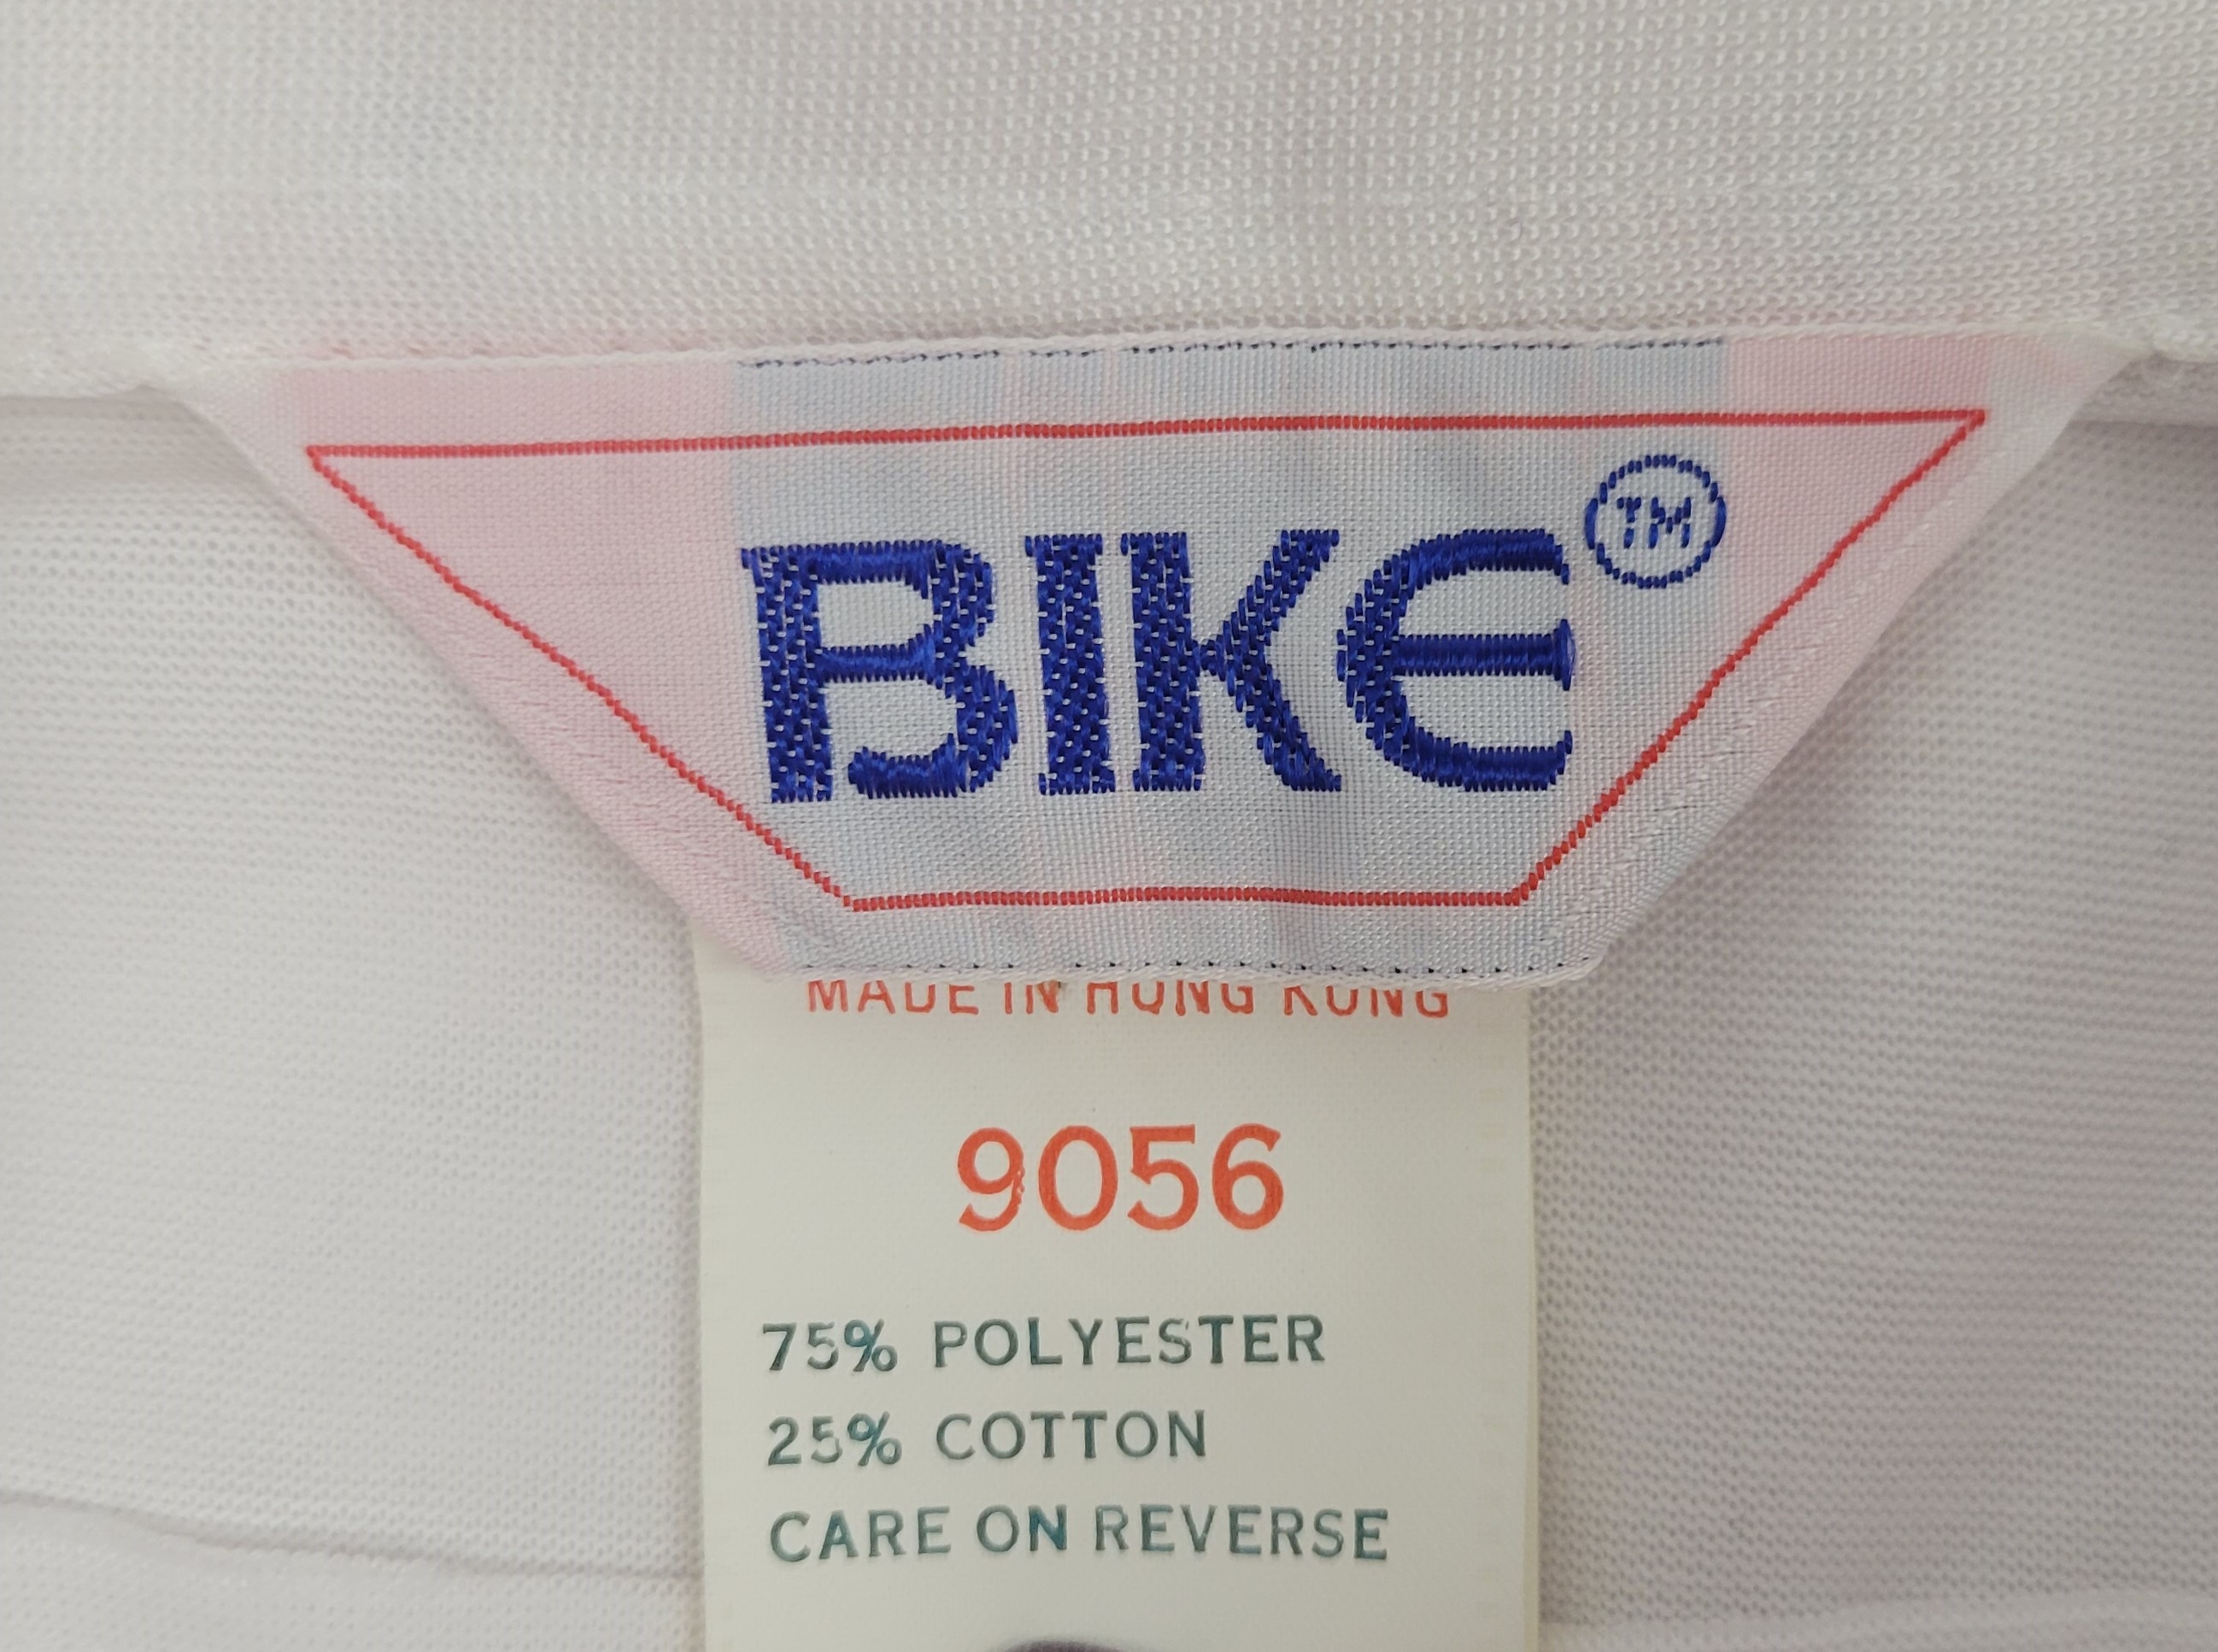 BIKE TM
MADE IN HONG KONG
9056
75% POLYESTER
25% COTTON
CARE ON REVERSE